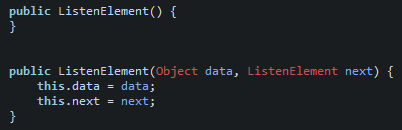 public ListenElement() {
}
public ListenElement(Object data, ListenElement next) {
this.data = data;
this.next = next;
}